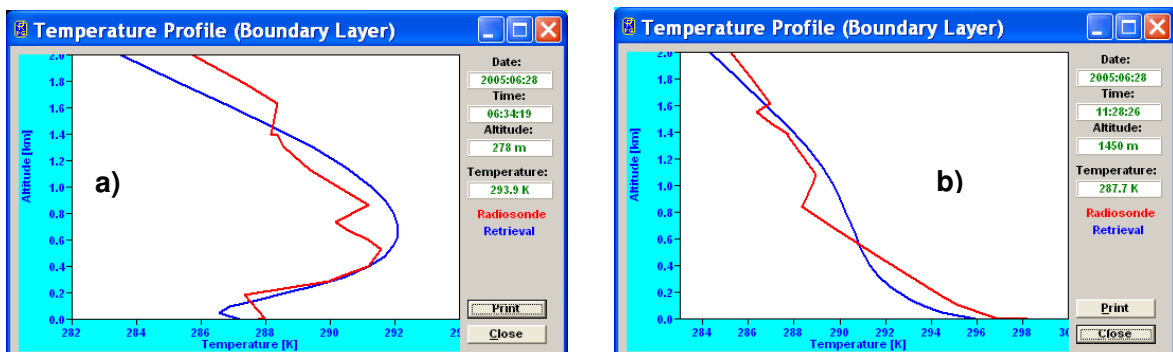 Temperature Profile (Boundary Layer)
Altitude [km]
2.0
1.8
1.6
1.4
1.2
1.0
0.8
0.6
0.4
0.2
0.0
282
284
286
288
290
292
29
Temperature [K]
a)
Date:
2005:06:28
Time:
06:34:19
Altitude:
278 m
Temperature:
293.9 K
Radiosonde
Retrieval
Print
Close
Temperature Profile (Boundary Layer)
Altitude [km]
2.0
1.8
1.6
1.4
1.2
1.0
0.8
0.6
0.4
0.2
0.0
284
286
288
290
292
294
296
298
30
Temperature [K]
b)
Date:
2005:06:28
Time:
11:28:26
Altitude:
1450 m
Temperature:
287.7 K
Radiosonde
Retrieval
Print
Close